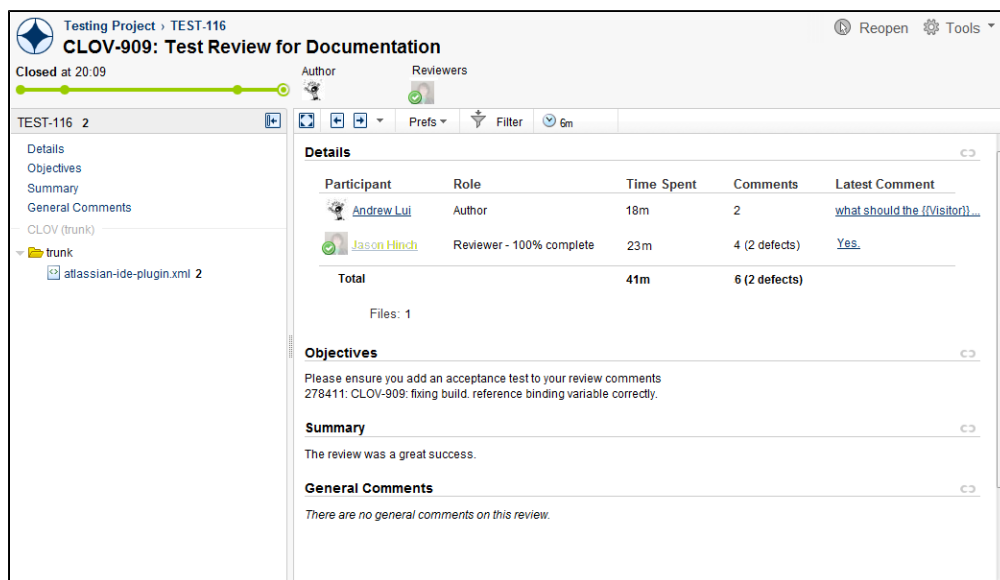 Testing Project › TEST-116
CLOV-909: Test Review for Documentation
Reopen Tools
Closed at 20:09
Author Reviewers
TEST-116 2
Prefs Filter 6m
Details
Objectives
Summary
General Comments
CLOV (trunk)
trunk
atlassian-ide-plugin.xml 2
Details
Participant Role Time Spent Comments Latest Comment
Andrew Lui Author 18m 2 what should the {{Visitor}} ...
Jason Hinch Reviewer - 100% complete 23m 4 (2 defects) Yes.
Total 41m 6 (2 defects)
Files: 1
Objectives
Please ensure you add an acceptance test to your review comments
278411: CLOV-909: fixing build. reference binding variable correctly.
Summary
The review was a great success.
General Comments
There are no general comments on this review.